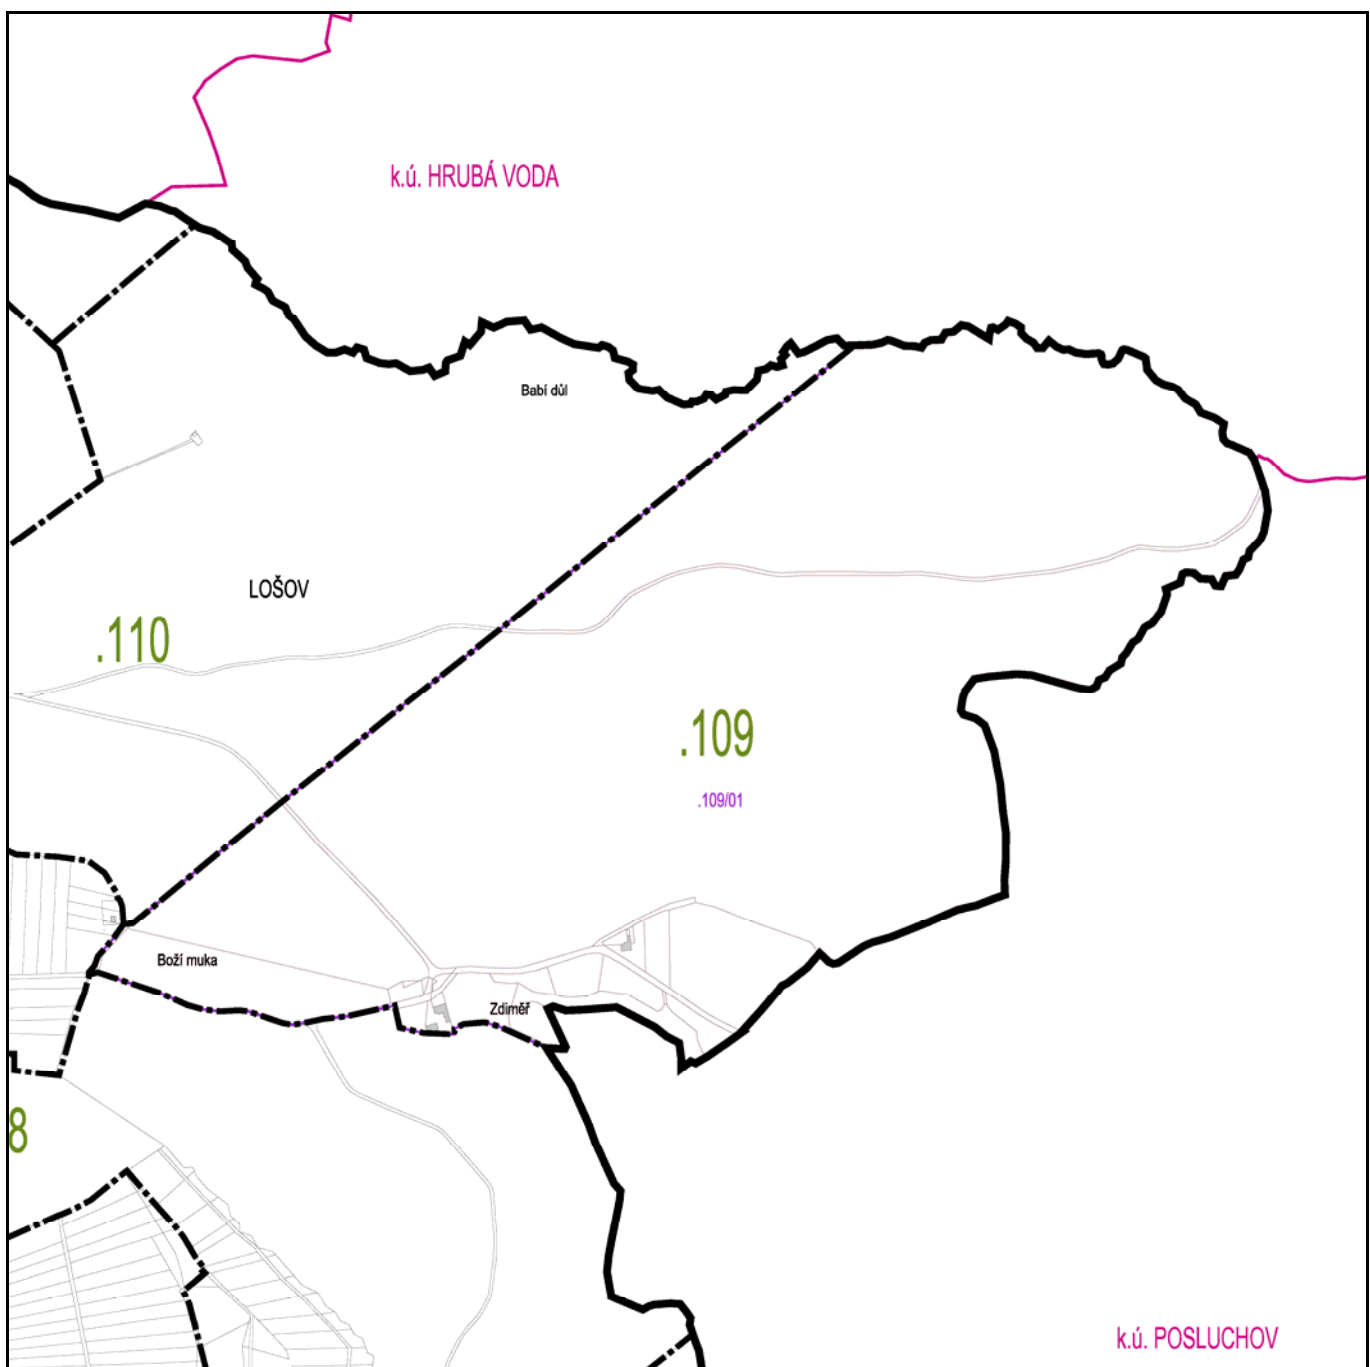 k.ú. HRUBÁ VODA
Babí důl
LOŠOV
.110
.109
.109/01
Boží muka
Zdiměř
8
k.ú. POSLUCHOV